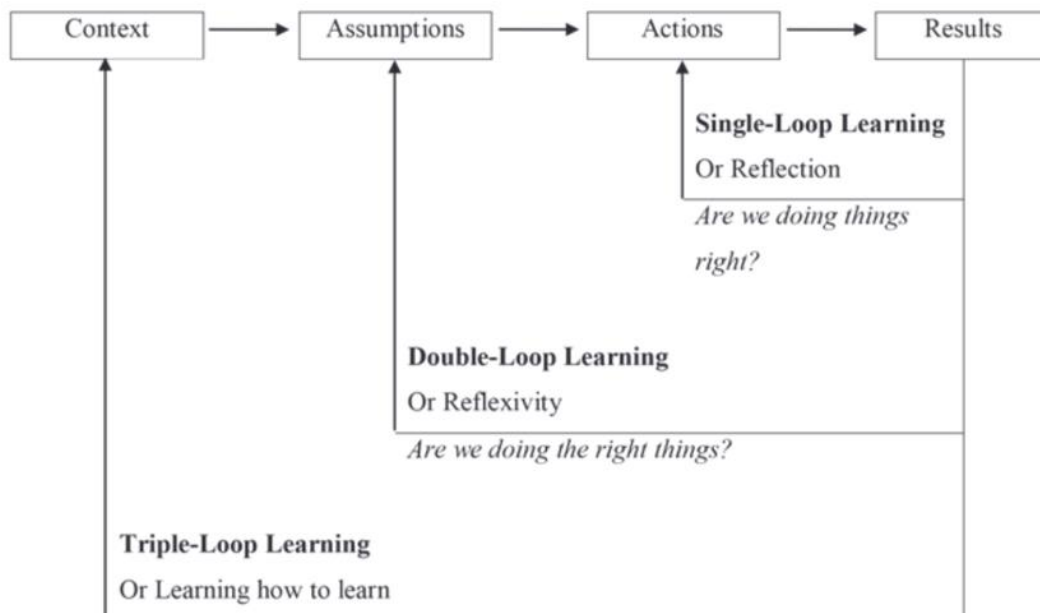 Context
Assumptions
Actions
Results
Single-Loop Learning
Or Reflection
Are we doing things
right?
Double-Loop Learning
Or Reflexivity
Are we doing the right things?
Triple-Loop Learning
Or Learning how to learn